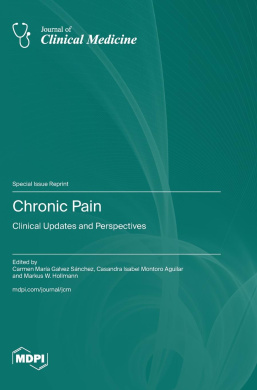 Journal of
Clinical Medicine
Special Issue Reprint
Chronic Pain
Clinical Updates and Perspectives
Edited by
Carmen María Galvez Sánchez, Casandra Isabel Montoro Aguilar
and Markus W. Hollmann
mdpi.com/journal/jcm
MDPI